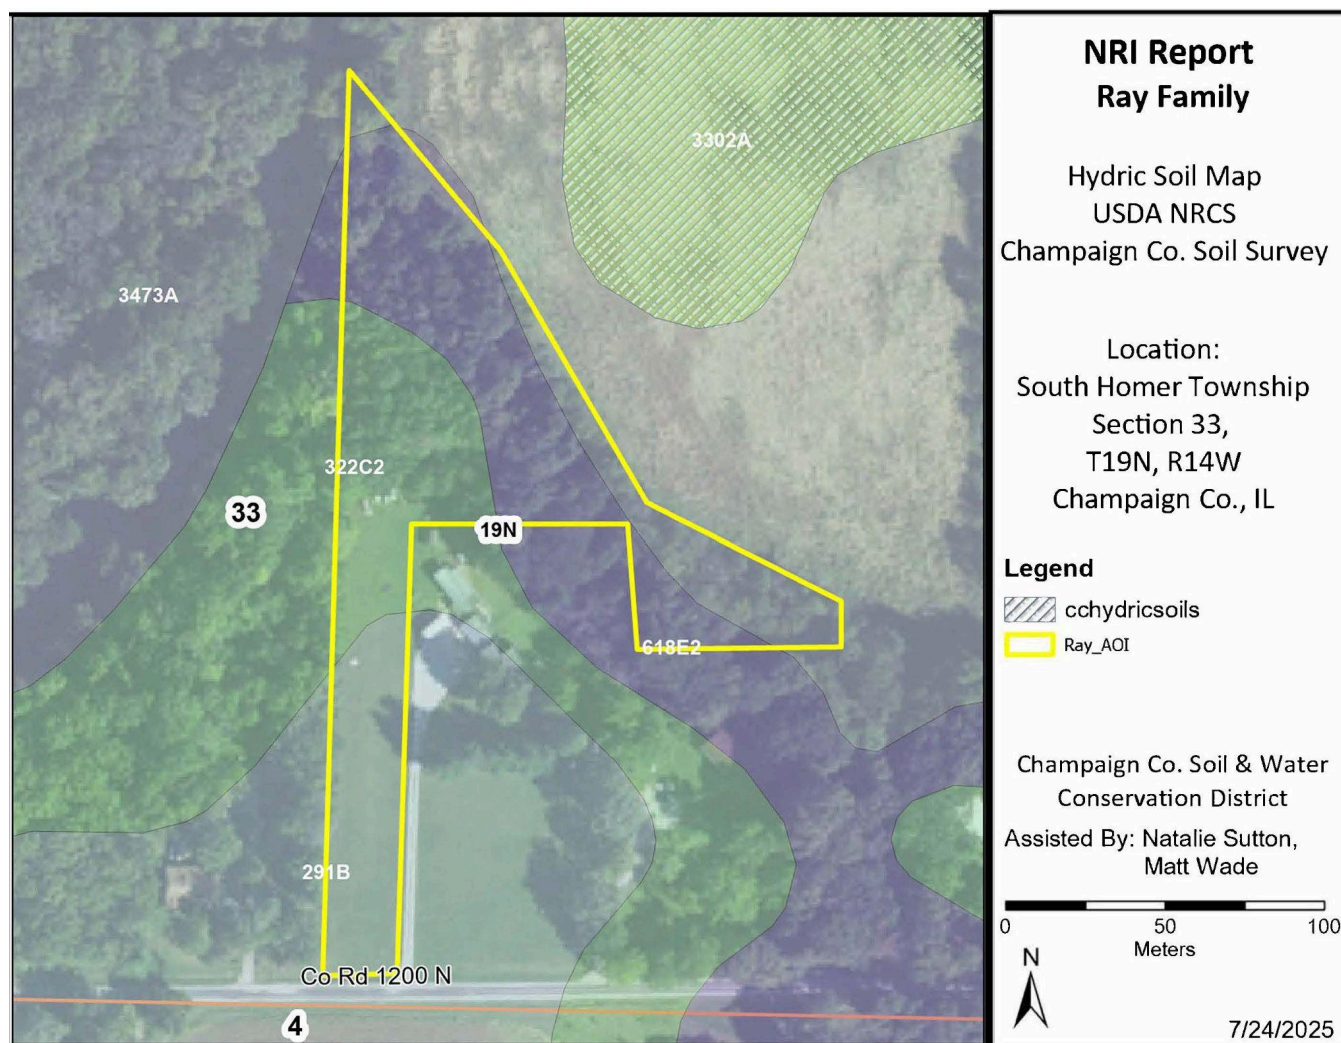 3302A
3473A
322C2
33
19N
618E2
291B
Co Rd 1200 N
4
NRI Report
Ray Family
Hydric Soil Map
USDA NRCS
Champaign Co. Soil Survey
Location:
South Homer Township
Section 33,
T19N, R14W
Champaign Co., IL
Legend
cchydricsoils
Ray_AOI
Champaign Co. Soil & Water
Conservation District
Assisted By: Natalie Sutton,
Matt Wade
0 50 100
Meters
N
7/24/2025